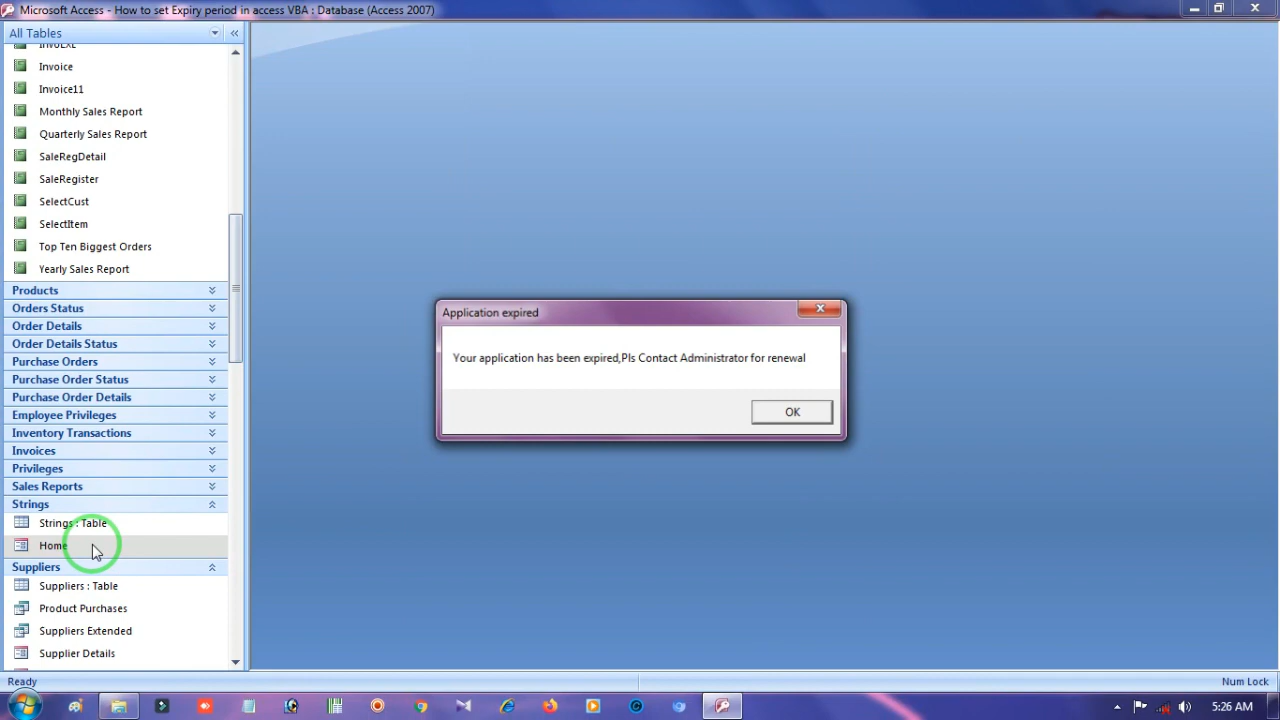 Microsoft Access - How to set Expiry period in access VBA : Database (Access 2007)
All Tables
InvoEXL
Invoice
Invoice11
Monthly Sales Report
Quarterly Sales Report
SaleRegDetail
SaleRegister
SelectCust
SelectItem
Top Ten Biggest Orders
Yearly Sales Report
Products
Orders Status
Order Details
Order Details Status
Purchase Orders
Purchase Order Status
Purchase Order Details
Employee Privileges
Inventory Transactions
Invoices
Privileges
Sales Reports
Strings
Strings : Table
Home
Suppliers
Suppliers : Table
Product Purchases
Suppliers Extended
Supplier Details
Application expired
Your application has been expired,Pls Contact Administrator for renewal
OK
Ready
Num Lock
5:26 AM